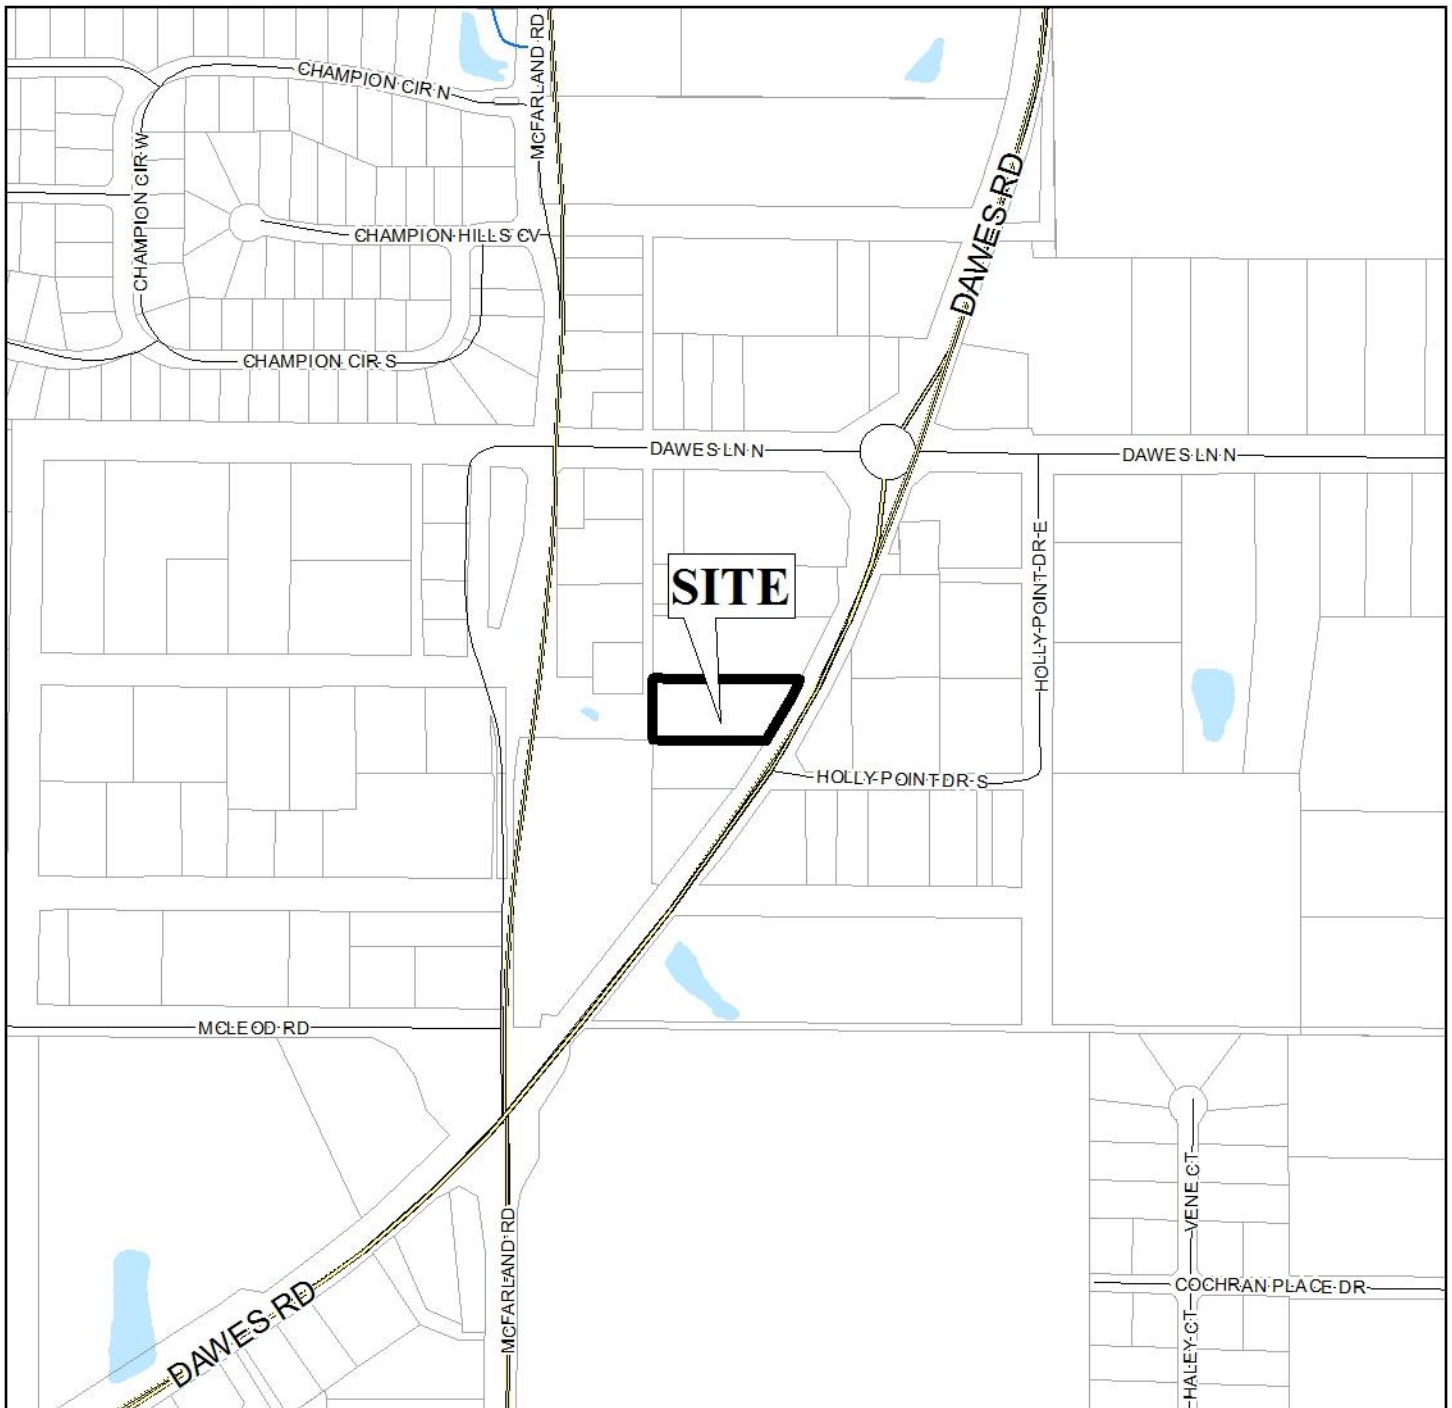 MCFARLAND RD
CHAMPION CIR N
CHAMPION CIR W
DAWES RD
CHAMPION HILLS CV
CHAMPION CIR S
DAWES LN N
DAWES LN N
HOLLY POINT DR E
SITE
HOLLY POINT DR S
MCLEOD RD
VENE CT
MCFARLAND RD
COCHRAN PLACE DR
DAWES RD
HALEY CT